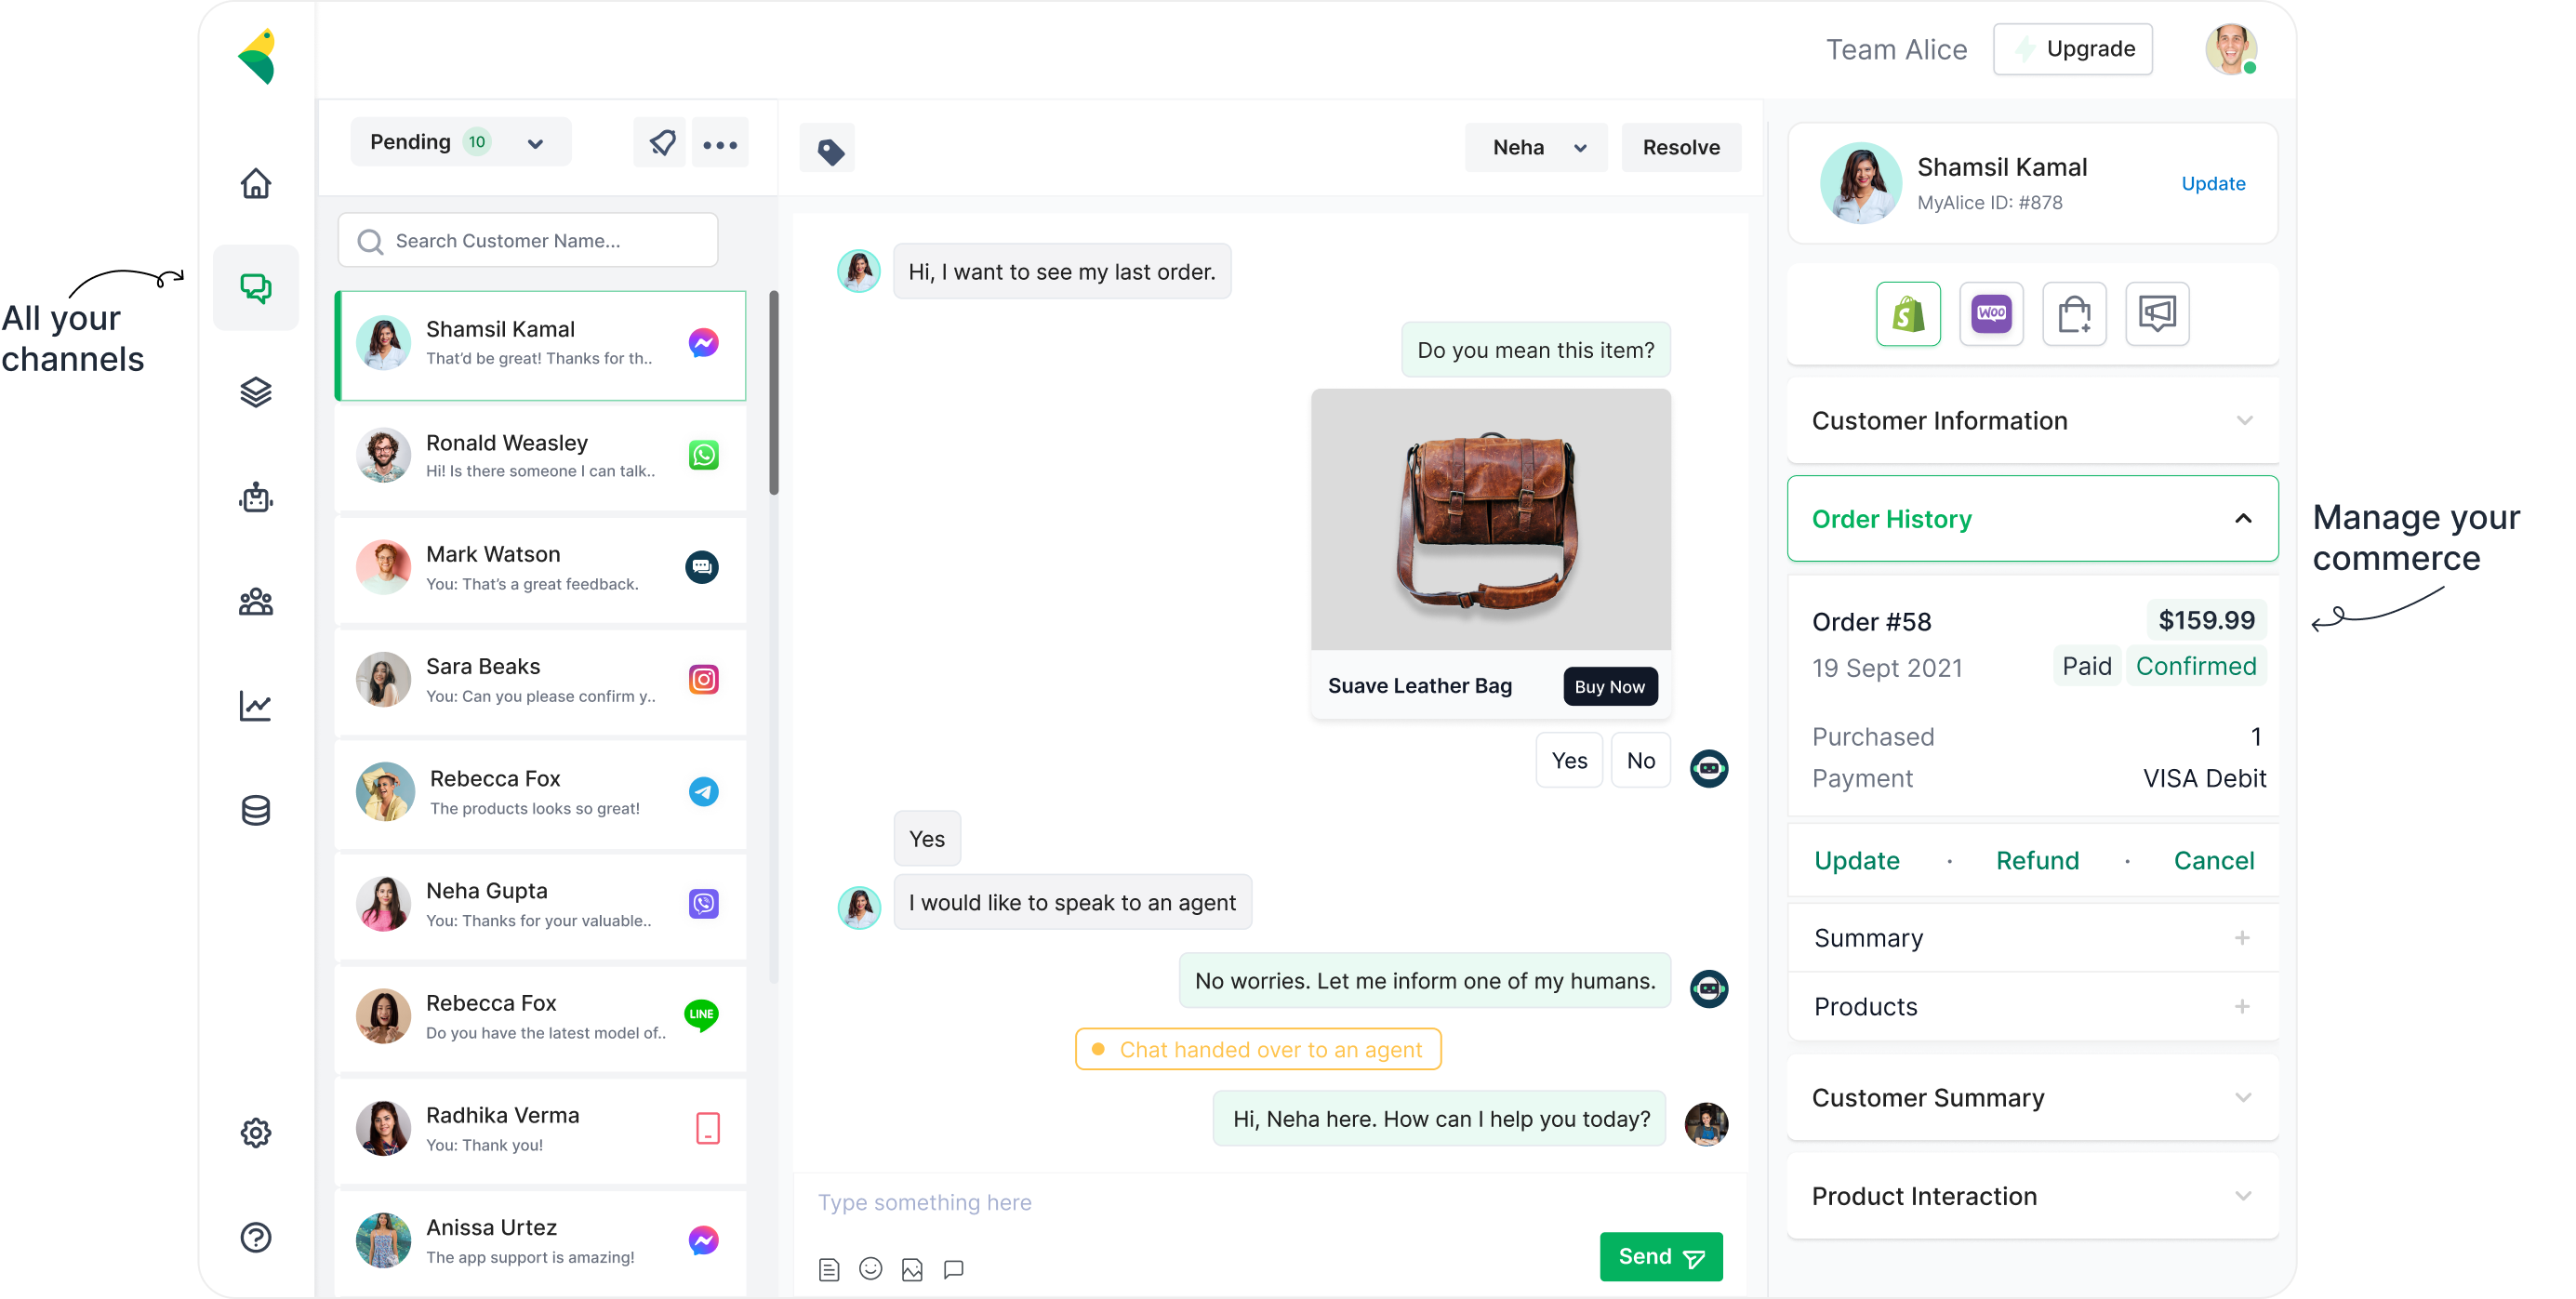 All your
channels
Team Alice
Upgrade
Pending 10
Search Customer Name...
Shamsil Kamal
That'd be great! Thanks for th..
Ronald Weasley
Hi! Is there someone I can talk..
Mark Watson
You: That's a great feedback.
Sara Beaks
You: Can you please confirm y..
Rebecca Fox
The products looks so great!
Neha Gupta
You: Thanks for your valuable..
Rebecca Fox
Do you have the latest model of..
LINE
Radhika Verma
You: Thank you!
Anissa Urtez
The app support is amazing!
Neha
Resolve
Hi, I want to see my last order.
Do you mean this item?
Suave Leather Bag
Buy Now
Yes
No
Yes
I would like to speak to an agent
No worries. Let me inform one of my humans.
Chat handed over to an agent
Hi, Neha here. How can I help you today?
Type something here
Send
Shamsil Kamal
MyAlice ID: #878
Update
S
Woo
Customer Information
Order History
Order #58
$159.99
19 Sept 2021
Paid
Confirmed
Purchased
1
Payment
VISA Debit
Update · Refund · Cancel
Summary +
Products +
Customer Summary
Product Interaction
Manage your
commerce